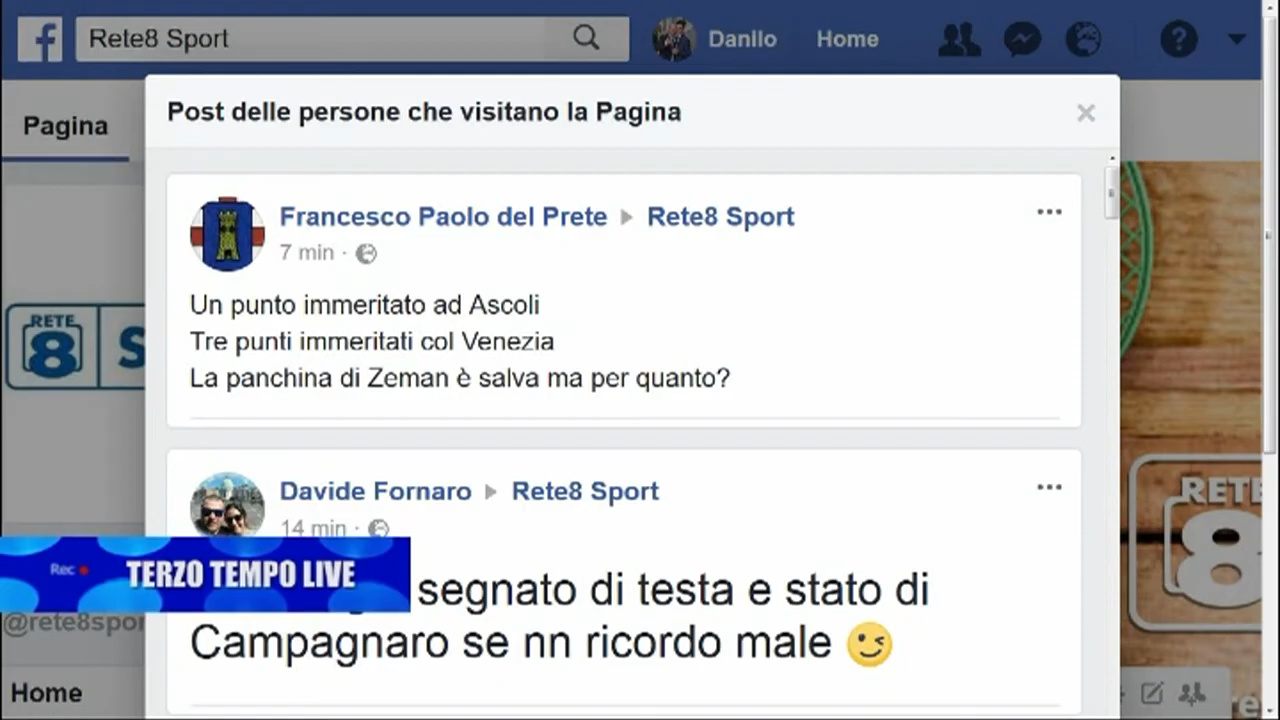 Rete8 Sport
Danilo
Home
?
Pagina
Post delle persone che visitano la Pagina
×
Francesco Paolo del Prete ▶ Rete8 Sport
7 min ·
Un punto immeritato ad Ascoli
Tre punti immeritati col Venezia
La panchina di Zeman è salva ma per quanto?
RETE
8 S
Davide Fornaro ▶ Rete8 Sport
14 min ·
RETE
8
Rec
TERZO TEMPO LIVE
segnato di testa e stato di
Campagnaro se nn ricordo male 😉
@rete8spor
Home